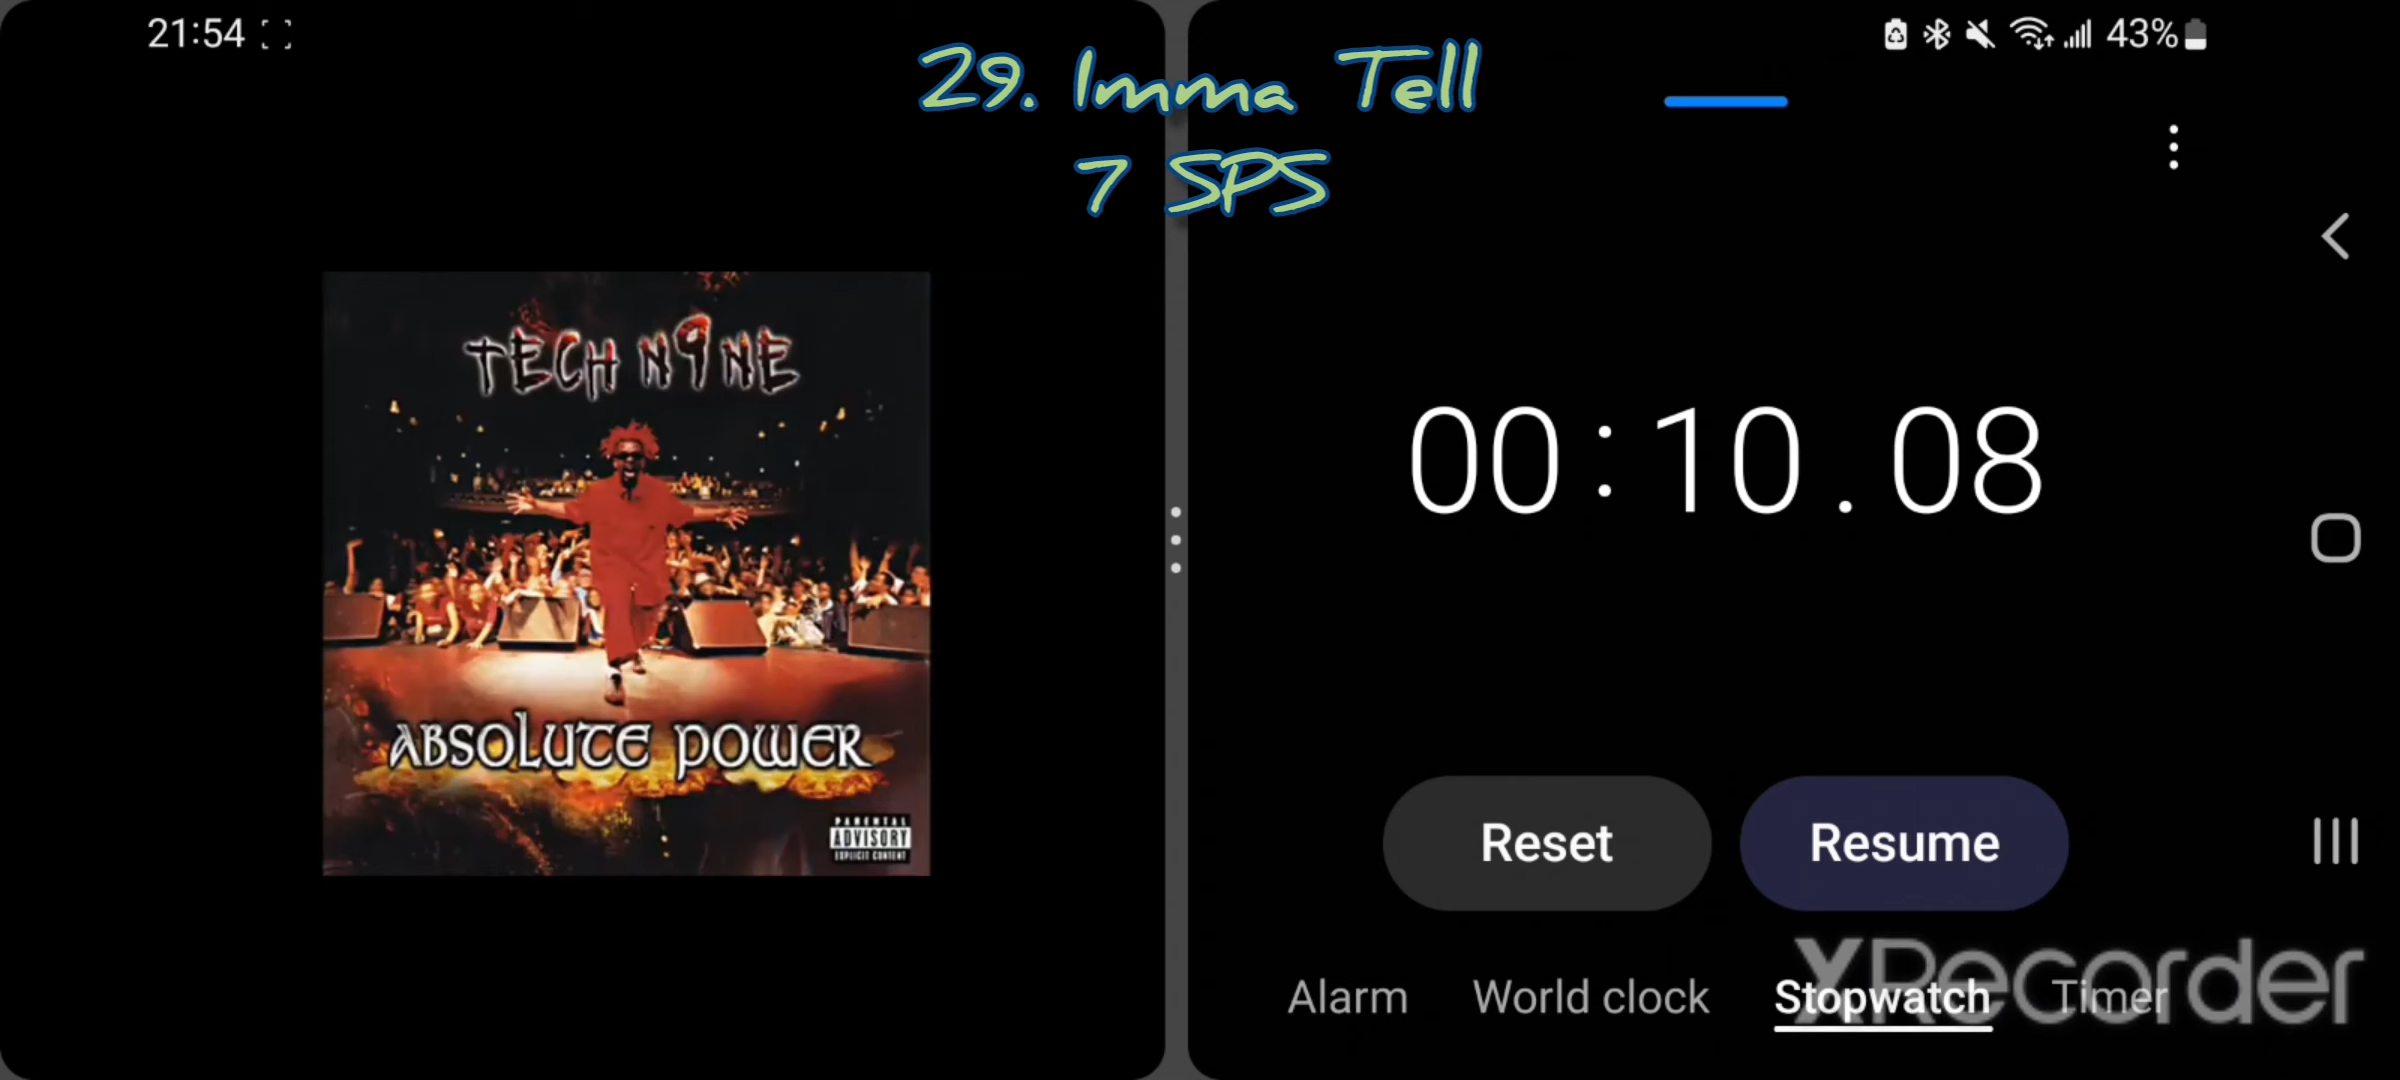 21:54
43%
29. Imma Tell
7 SPS
TECH N9NE
ABSOLUTE POWER
PARENTAL
ADVISORY
EXPLICIT CONTENT
00:10.08
Reset
Resume
Alarm
World clock
Stopwatch
Timer
XRecorder